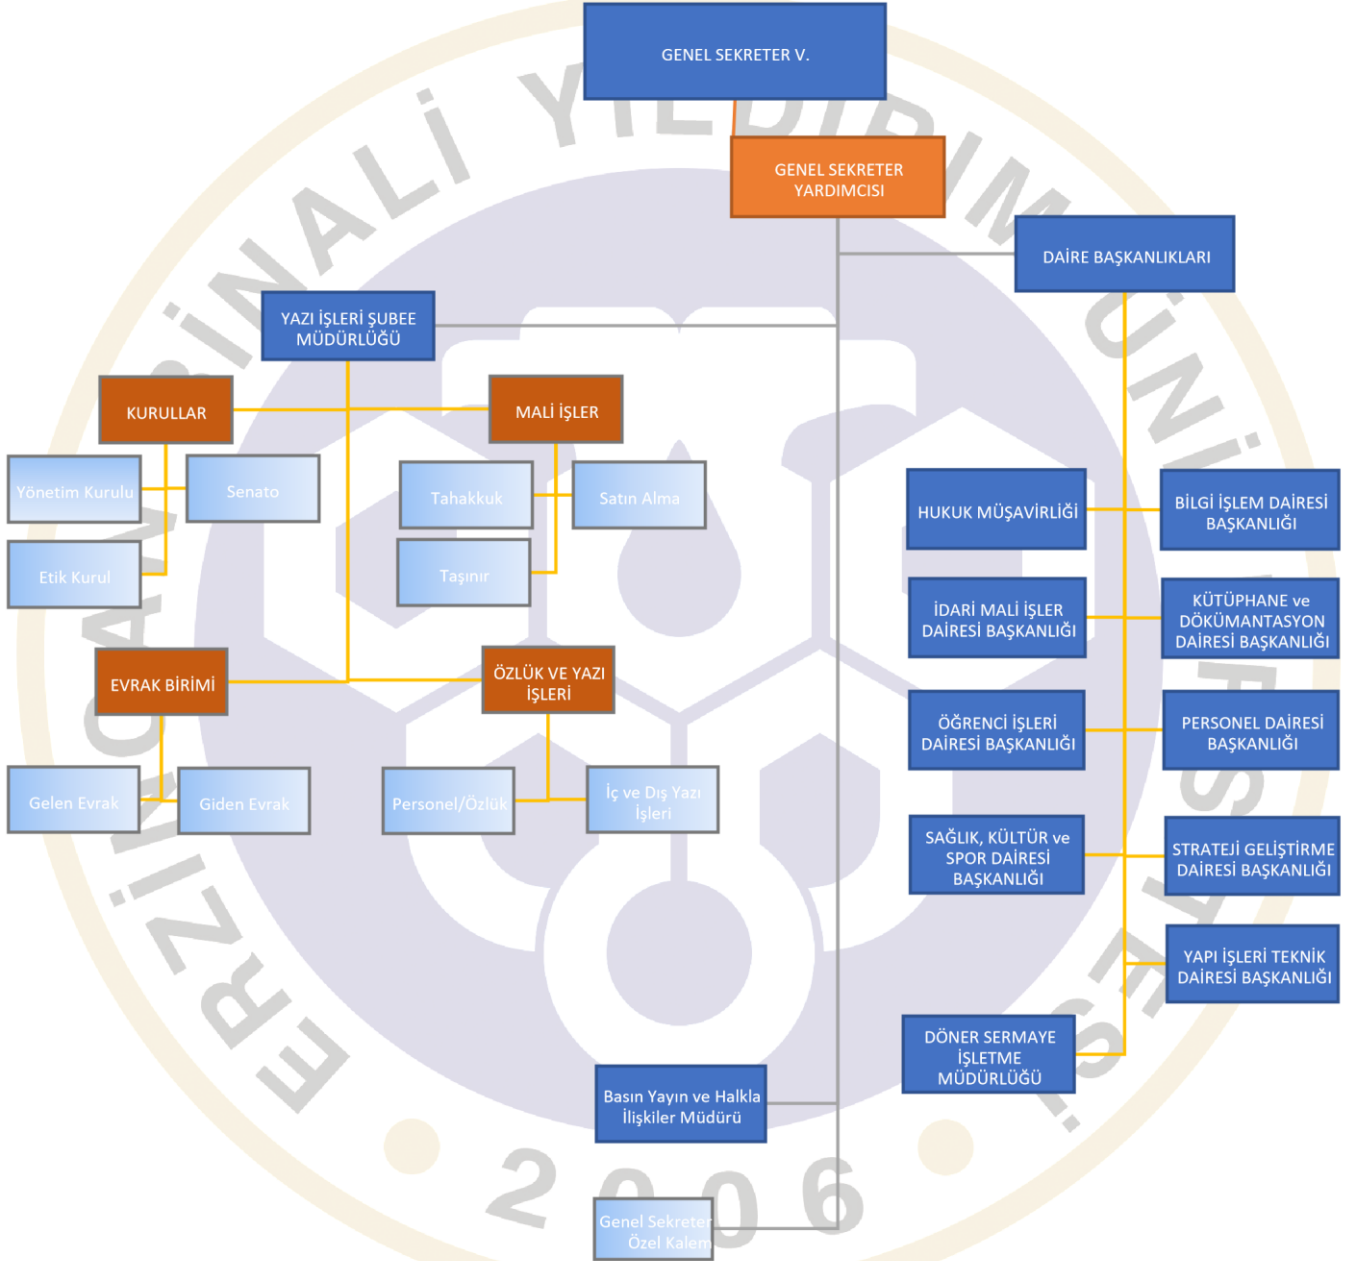 GENEL SEKRETER V.
GENEL SEKRETER
YARDIMCISI
DAİRE BAŞKANLIKLARI
YAZI İŞLERİ ŞUBEE
MÜDÜRLÜĞÜ
KURULLAR
MALİ İŞLER
Yönetim Kurulu
Senato
Tahakkuk
Satın Alma
Etik Kurul
Taşınır
HUKUK MÜŞAVİRLİĞİ
BİLGİ İŞLEM DAİRESİ
BAŞKANLIĞI
İDARİ MALİ İŞLER
DAİRESİ BAŞKANLIĞI
KÜTÜPHANE ve
DÖKÜMANTASYON
DAİRESİ BAŞKANLIĞI
EVRAK BİRİMİ
ÖZLÜK VE YAZI
İŞLERİ
ÖĞRENCİ İŞLERİ
DAİRESİ BAŞKANLIĞI
PERSONEL DAİRESİ
BAŞKANLIĞI
Gelen Evrak
Giden Evrak
Personel/Özlük
İç ve Dış Yazı
İşleri
SAĞLIK, KÜLTÜR ve
SPOR DAİRESİ
BAŞKANLIĞI
STRATEJİ GELİŞTİRME
DAİRESİ BAŞKANLIĞI
YAPI İŞLERİ TEKNİK
DAİRESİ BAŞKANLIĞI
DÖNER SERMAYE
İŞLETME
MÜDÜRLÜĞÜ
Basın Yayın ve Halkla
İlişkiler Müdürü
Genel Sekreter
Özel Kalem
ERZİNCAN BİNALİ YILDIRIM ÜNİVERSİTESİ
2006